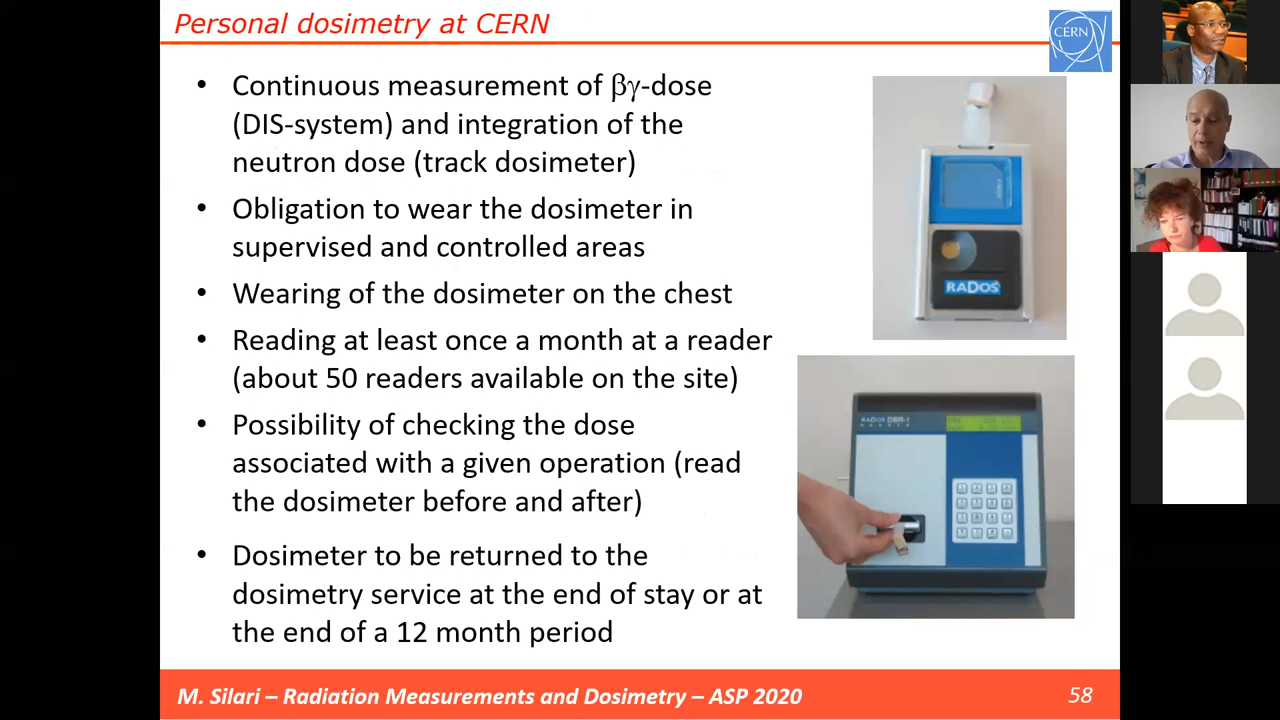 Personal dosimetry at CERN
CERN
• Continuous measurement of βγ-dose
(DIS-system) and integration of the
neutron dose (track dosimeter)
• Obligation to wear the dosimeter in
supervised and controlled areas
• Wearing of the dosimeter on the chest
• Reading at least once a month at a reader
(about 50 readers available on the site)
• Possibility of checking the dose
associated with a given operation (read
the dosimeter before and after)
• Dosimeter to be returned to the
dosimetry service at the end of stay or at
the end of a 12 month period
RADOS
RADOS DBR-1
M. Silari – Radiation Measurements and Dosimetry – ASP 2020
58